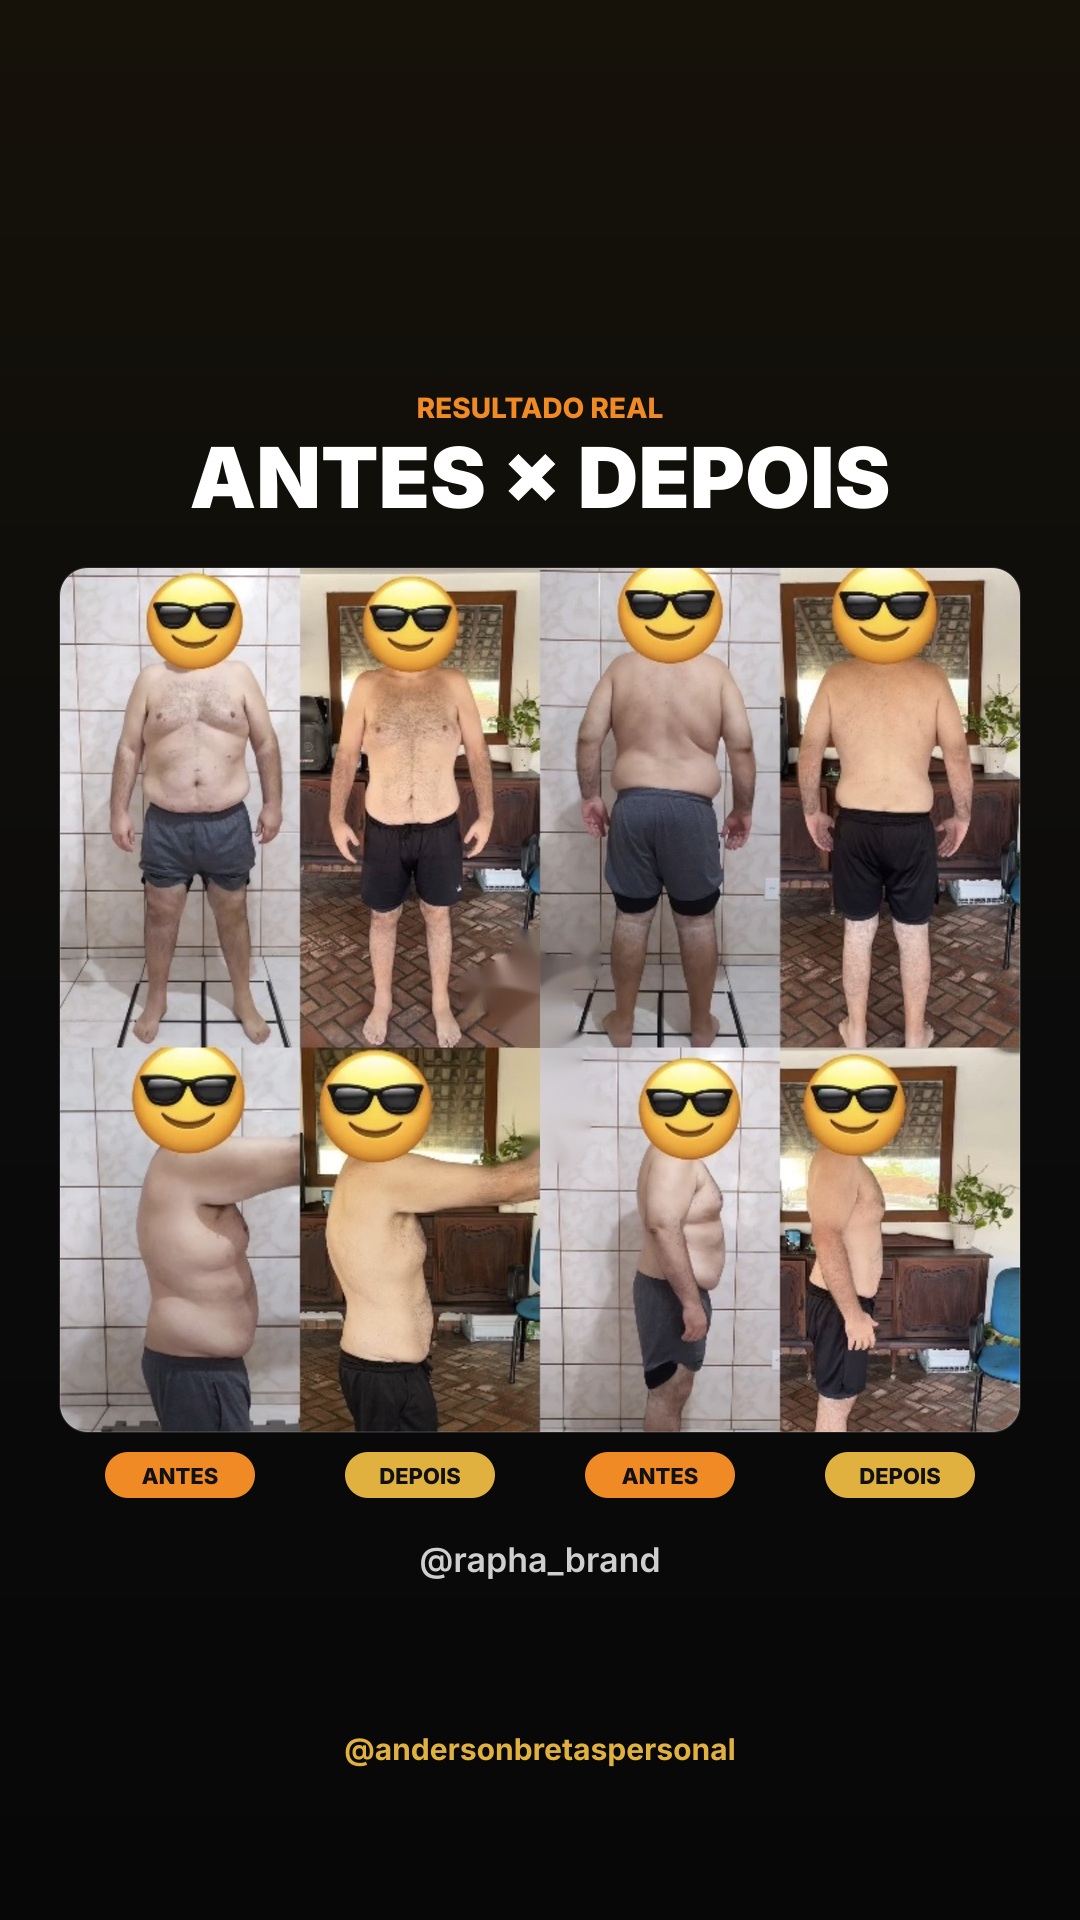 RESULTADO REAL
ANTES × DEPOIS
ANTES
DEPOIS
ANTES
DEPOIS
@rapha_brand
@andersonbretaspersonal